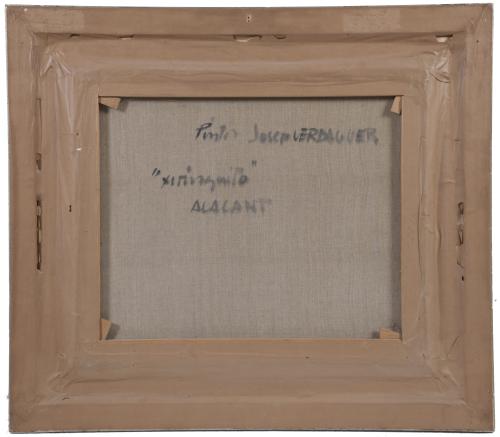 Pintor Josep VERDAGUER
"xiringuito"
ALACANT